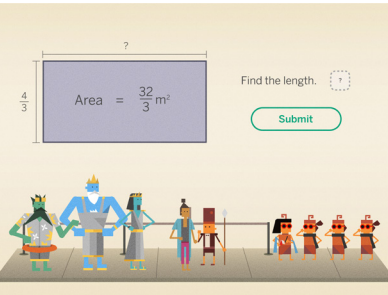 ?
4/3
Area = 32/3 m²
Find the length. ?
Submit